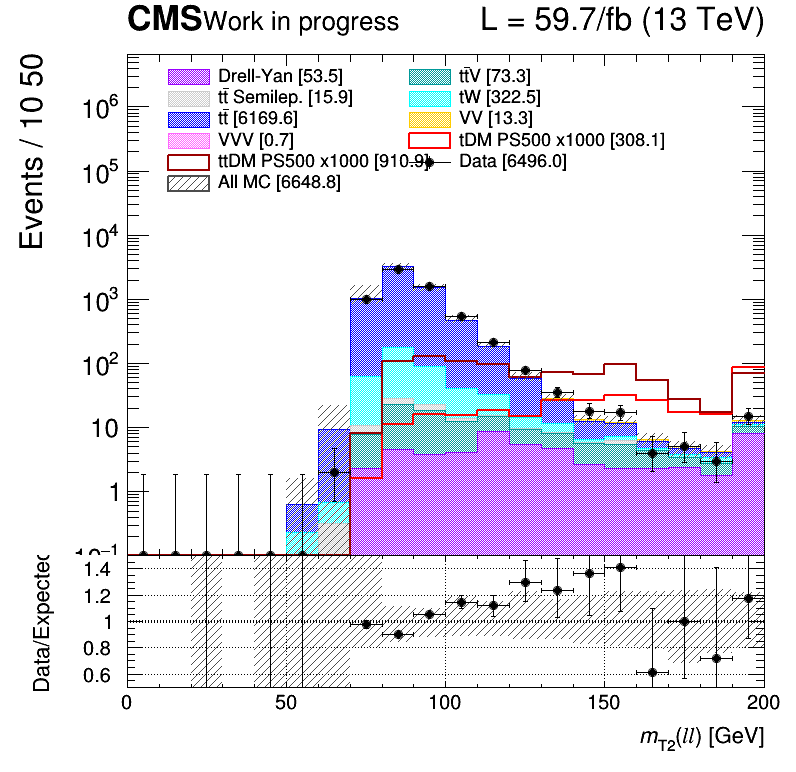 CMS Work in progress L = 59.7/fb (13 TeV)
Events / 10 50
Drell-Yan [53.5] tt̄V [73.3]
tt̄ Semilep. [15.9] tW [322.5]
tt̄ [6169.6] VV [13.3]
VVV [0.7] tDM PS500 x1000 [308.1]
ttDM PS500 x1000 [910.9] Data [6496.0]
All MC [6648.8]
10⁶
10⁵
10⁴
10³
10²
10
1
10⁻¹
Data/Expected
1.4
1.2
1
0.8
0.6
0 50 100 150 200
m_T2(ll) [GeV]